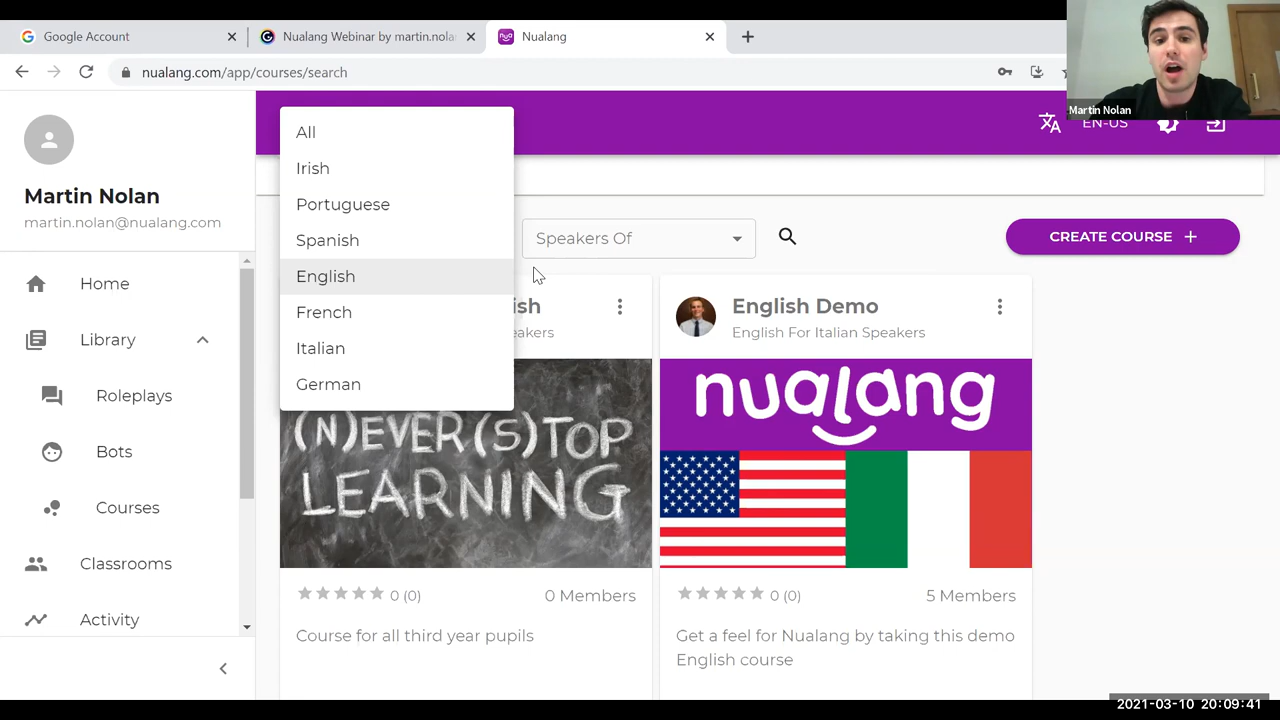 Google Account
Nualang Webinar by martin.nola
Nualang
nualang.com/app/courses/search
Martin Nolan
EN-US
Martin Nolan
martin.nolan@nualang.com
Home
Library
Roleplays
Bots
Courses
Classrooms
Activity
All
Irish
Portuguese
Spanish
English
French
Italian
German
Speakers Of
CREATE COURSE +
ish
eakers
(N)EVER (S)TOP
LEARNING
0 (0)
0 Members
Course for all third year pupils
English Demo
English For Italian Speakers
nualang
0 (0)
5 Members
Get a feel for Nualang by taking this demo
English course
2021-03-10 20:09:41